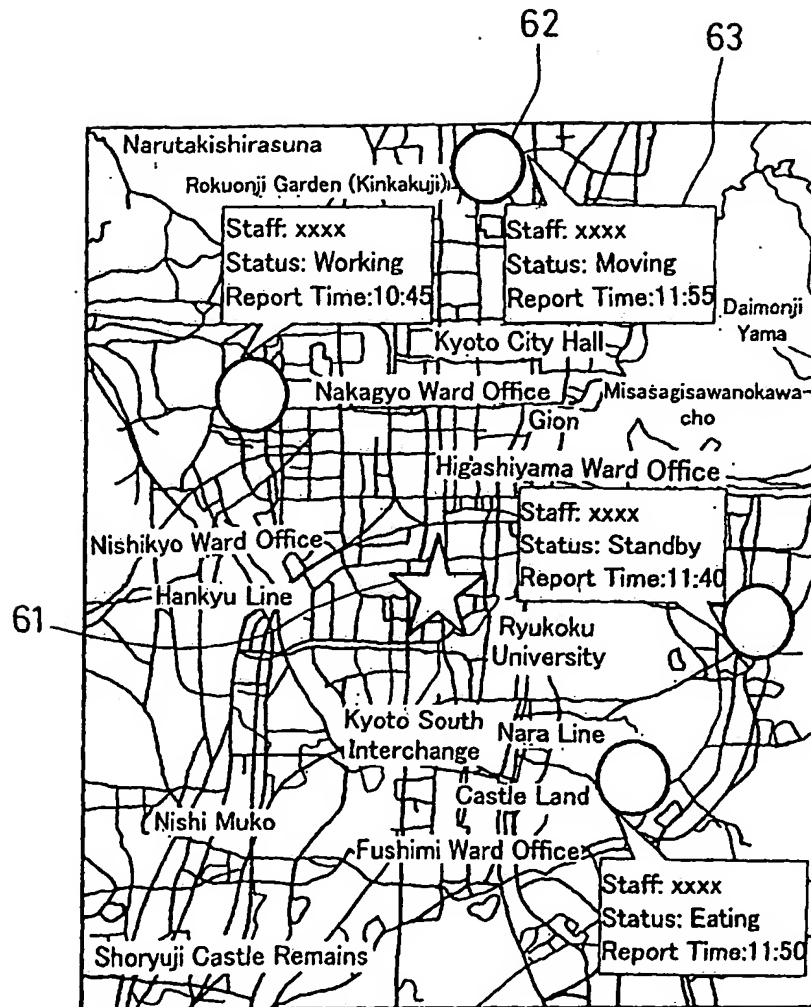 62
63
Narutakishirasuna
Rokuonji Garden (Kinkakuji)
Staff: xxxx
Status: Working
Report Time:10:45
Staff: xxxx
Status: Moving
Report Time:11:55
Daimonji
Yama
Kyoto City Hall
Nakagyo Ward Office
Misasagisawanokawa-
cho
Gion
Higashiyama Ward Office
Staff: xxxx
Status: Standby
Report Time:11:40
Nishikyo Ward Office
Hankyu Line
61
Ryukoku
University
Kyoto South
Interchange
Nara Line
Castle Land
Nishi Muko
Fushimi Ward Office
Staff: xxxx
Status: Eating
Report Time:11:50
Shoryuji Castle Remains